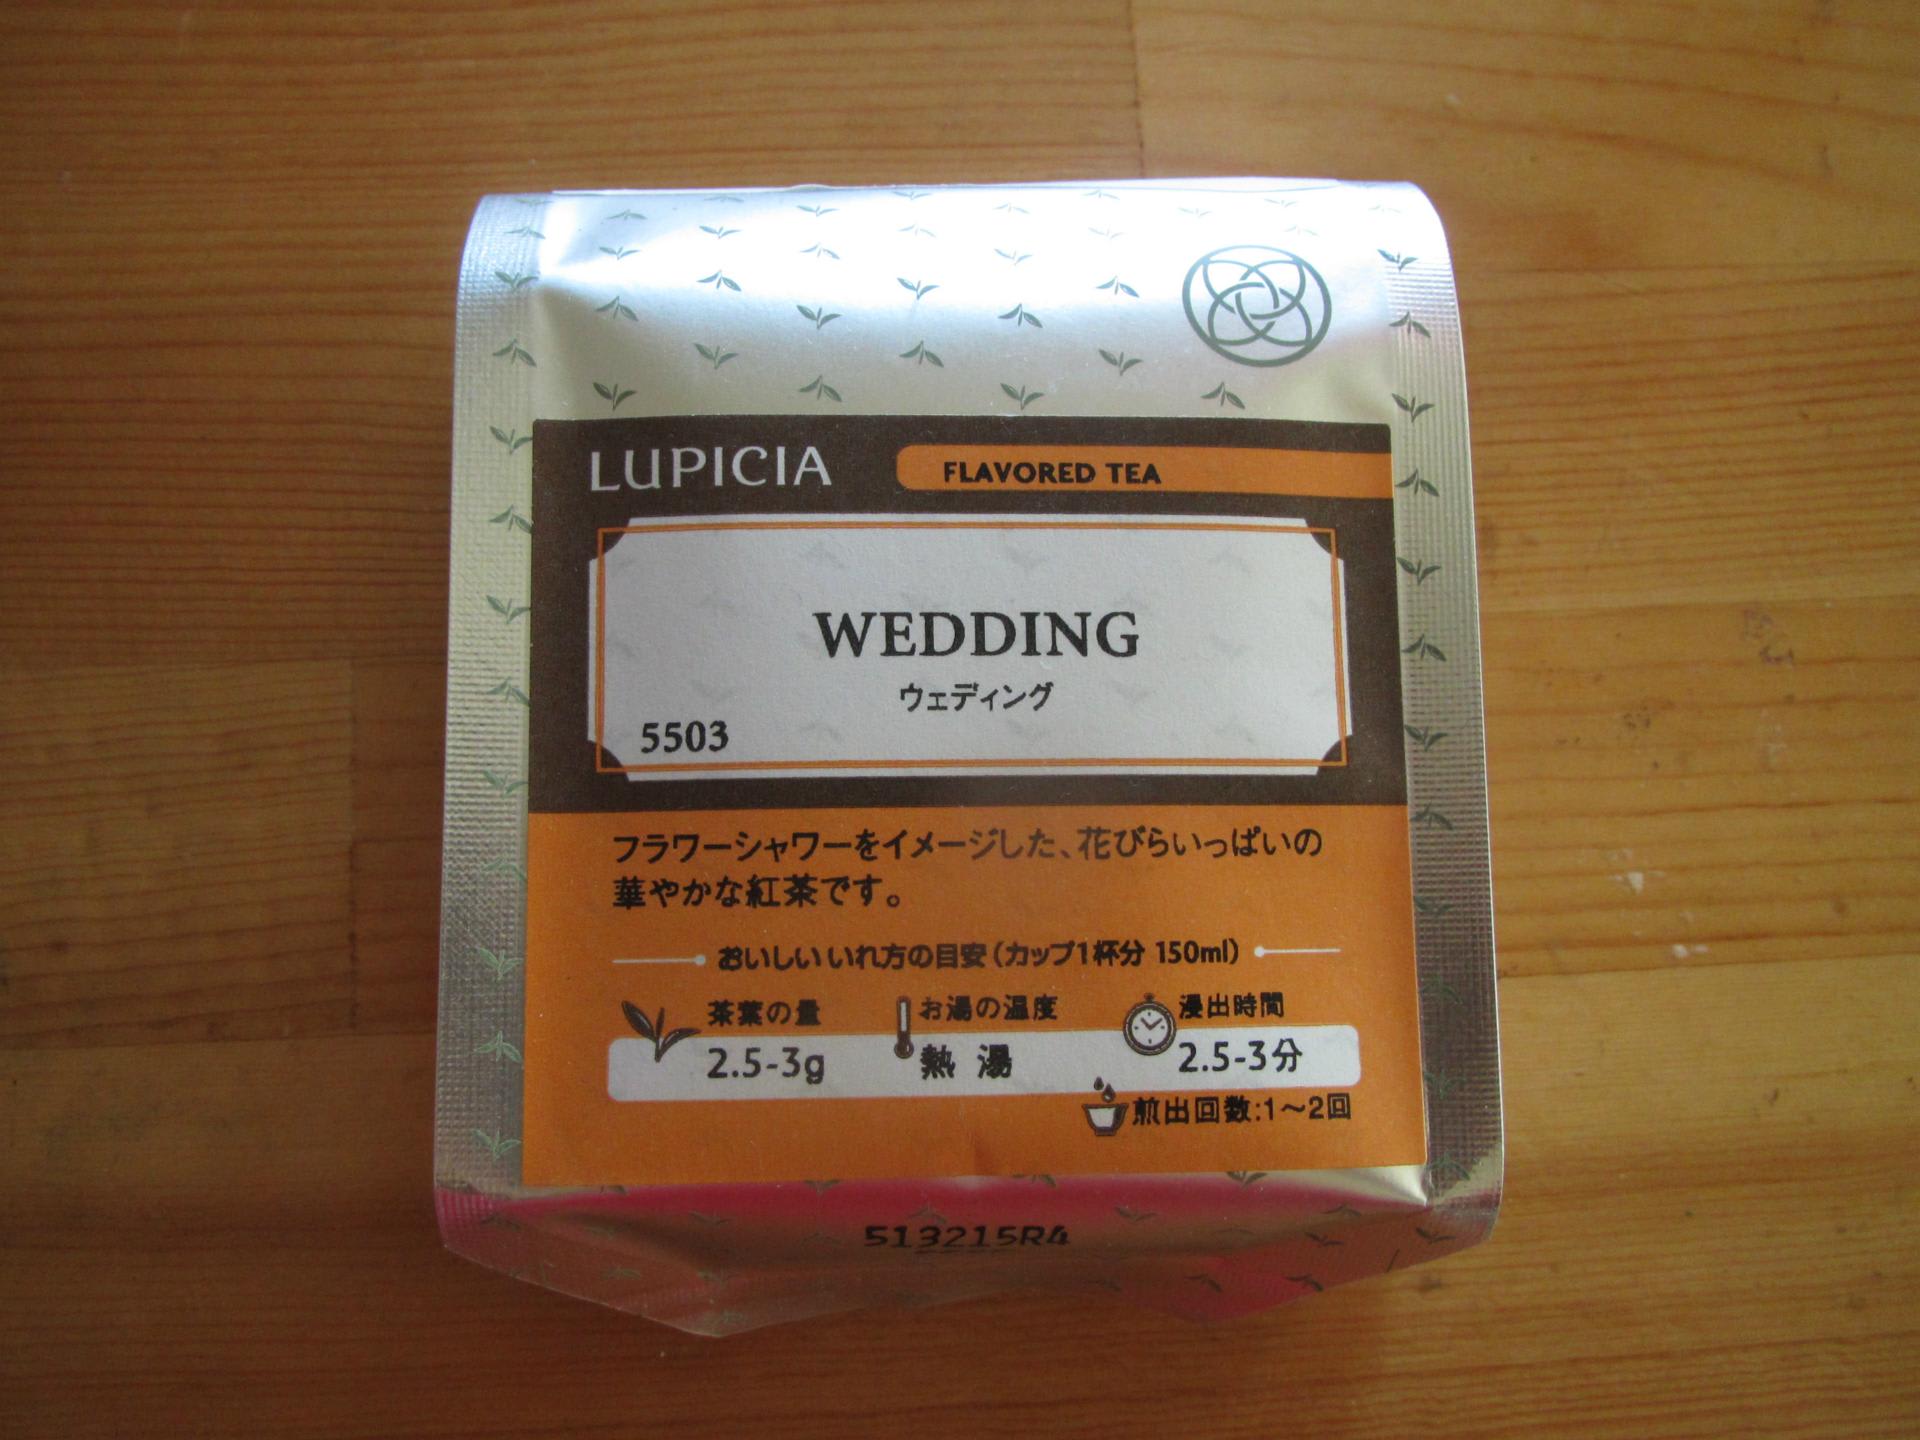 LUPICIA FLAVORED TEA
WEDDING
ウェディング
5503
フラワーシャワーをイメージした、花びらいっぱいの
華やかな紅茶です。
おいしいいれ方の目安（カップ1杯分 150ml）
茶葉の量 お湯の温度 浸出時間
2.5-3g 熱湯 2.5-3分
煎出回数:1〜2回
513215R4